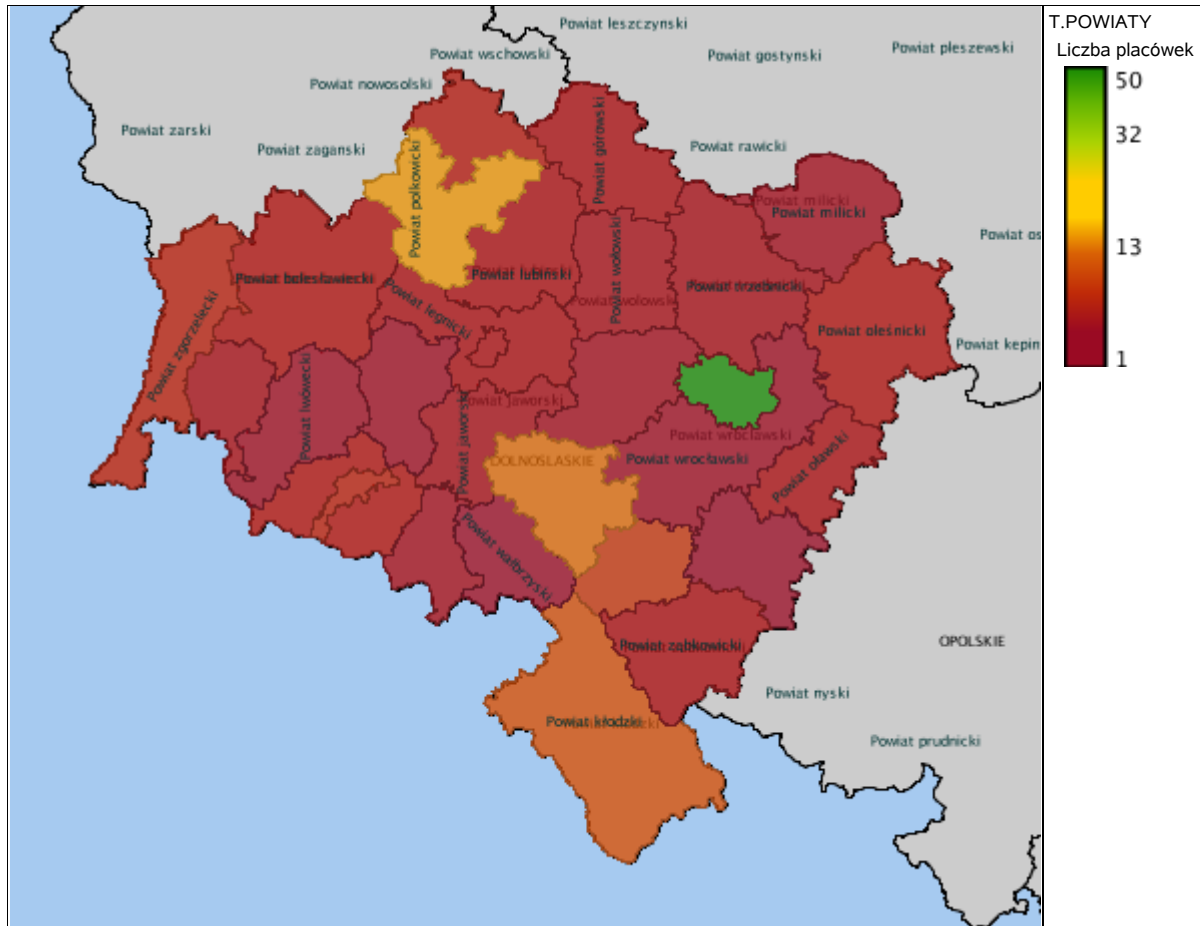 Powiat leszczynski
T.POWIATY
Liczba placówek
Powiat wschowski
Powiat gostynski
Powiat pleszewski
50
Powiat nowosolski
Powiat zarski
Powiat zaganski
Powiat rawicki
32
Powiat polkowicki
Powiat górowski
Powiat milicki
Powiat milicki
Powiat os
13
Powiat bolesławiecki
Powiat lubiński
Powiat legnicki
Powiat wołowski
Powiat wolowsk
Powiat trzebnicki
Powiat zgorzelecki
Powiat oleśnicki
Powiat kepin
1
Powiat lwówecki
Powiat jaworski
owiat jaworski
Powiat wroclawski
DOLNOSLASKIE
Powiat wrocławski
Powiat oławski
Powiat wałbrzyski
Powiat ząbkowicki
OPOLSKIE
Powiat nyski
Powiat kłodzki
Powiat prudnicki